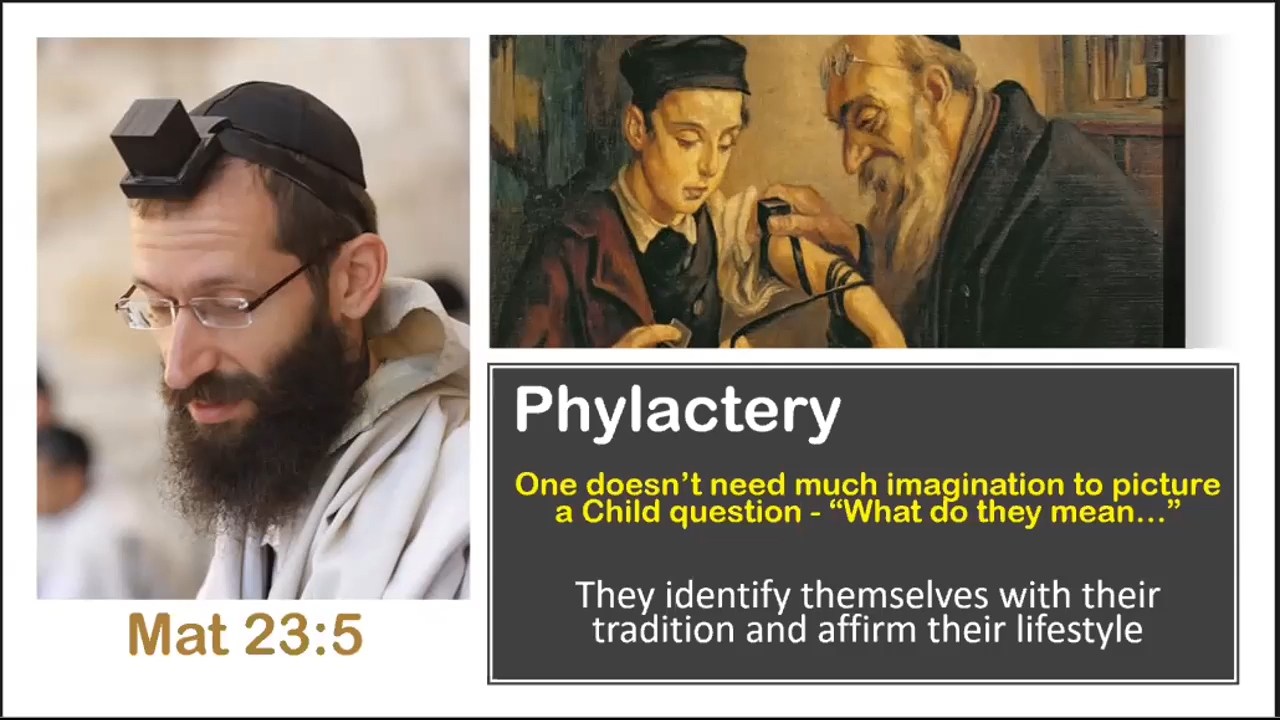 Phylactery
One doesn't need much imagination to picture
a Child question - “What do they mean...”
They identify themselves with their
tradition and affirm their lifestyle
Mat 23:5